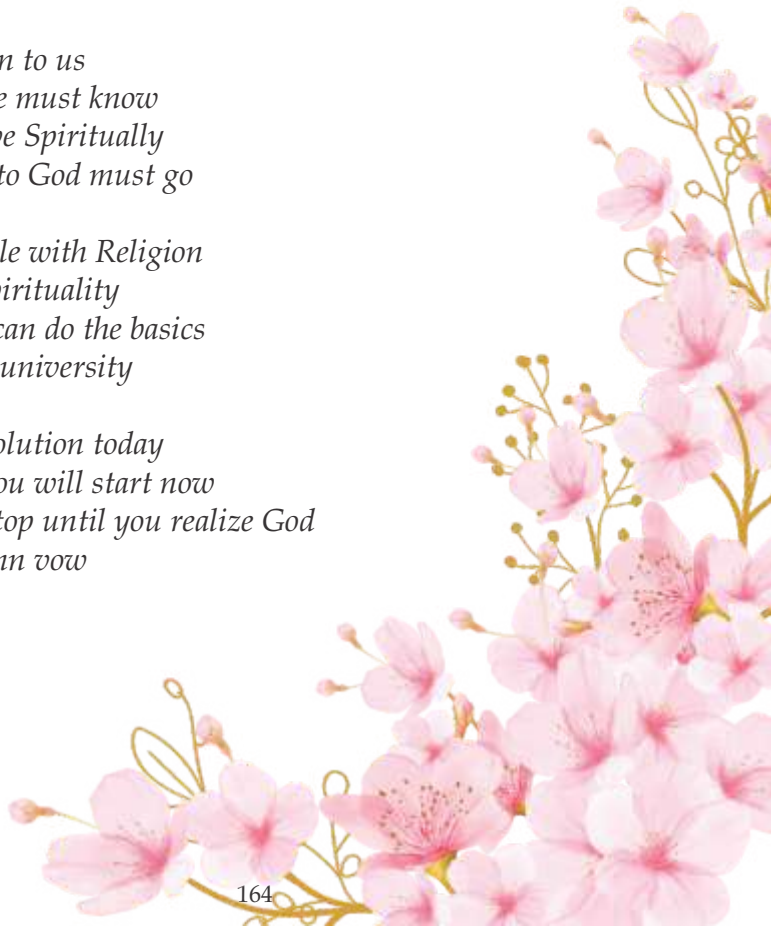 n to us
e must know
e Spiritually
to God must go
le with Religion
pirituality
can do the basics
university
olution today
ou will start now
top until you realize God
nn vow
164